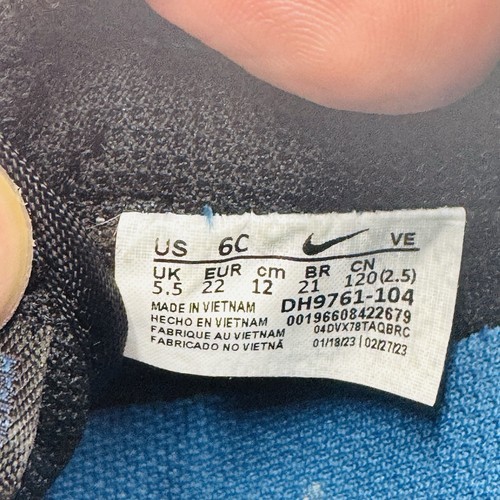 US 6C VE
UK EUR cm BR CN
5.5 22 12 21 120(2.5)
MADE IN VIETNAM DH9761-104
HECHO EN VIETNAM 00196608422679
FABRIQUE AU VIETNAM 04DVX78TAQBRC
FABRICADO NO VIETNÃ 01/18/23 | 02/27/23